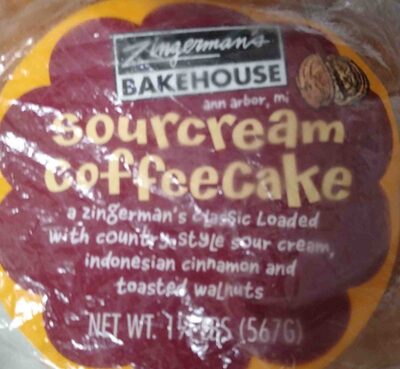 Zingerman's
BAKEHOUSE
ann arbor, mi
sourcream
coffeecake
a zingerman's classic Loaded
with country-style sour cream,
indonesian cinnamon and
toasted walnuts
NET WT. (567G)